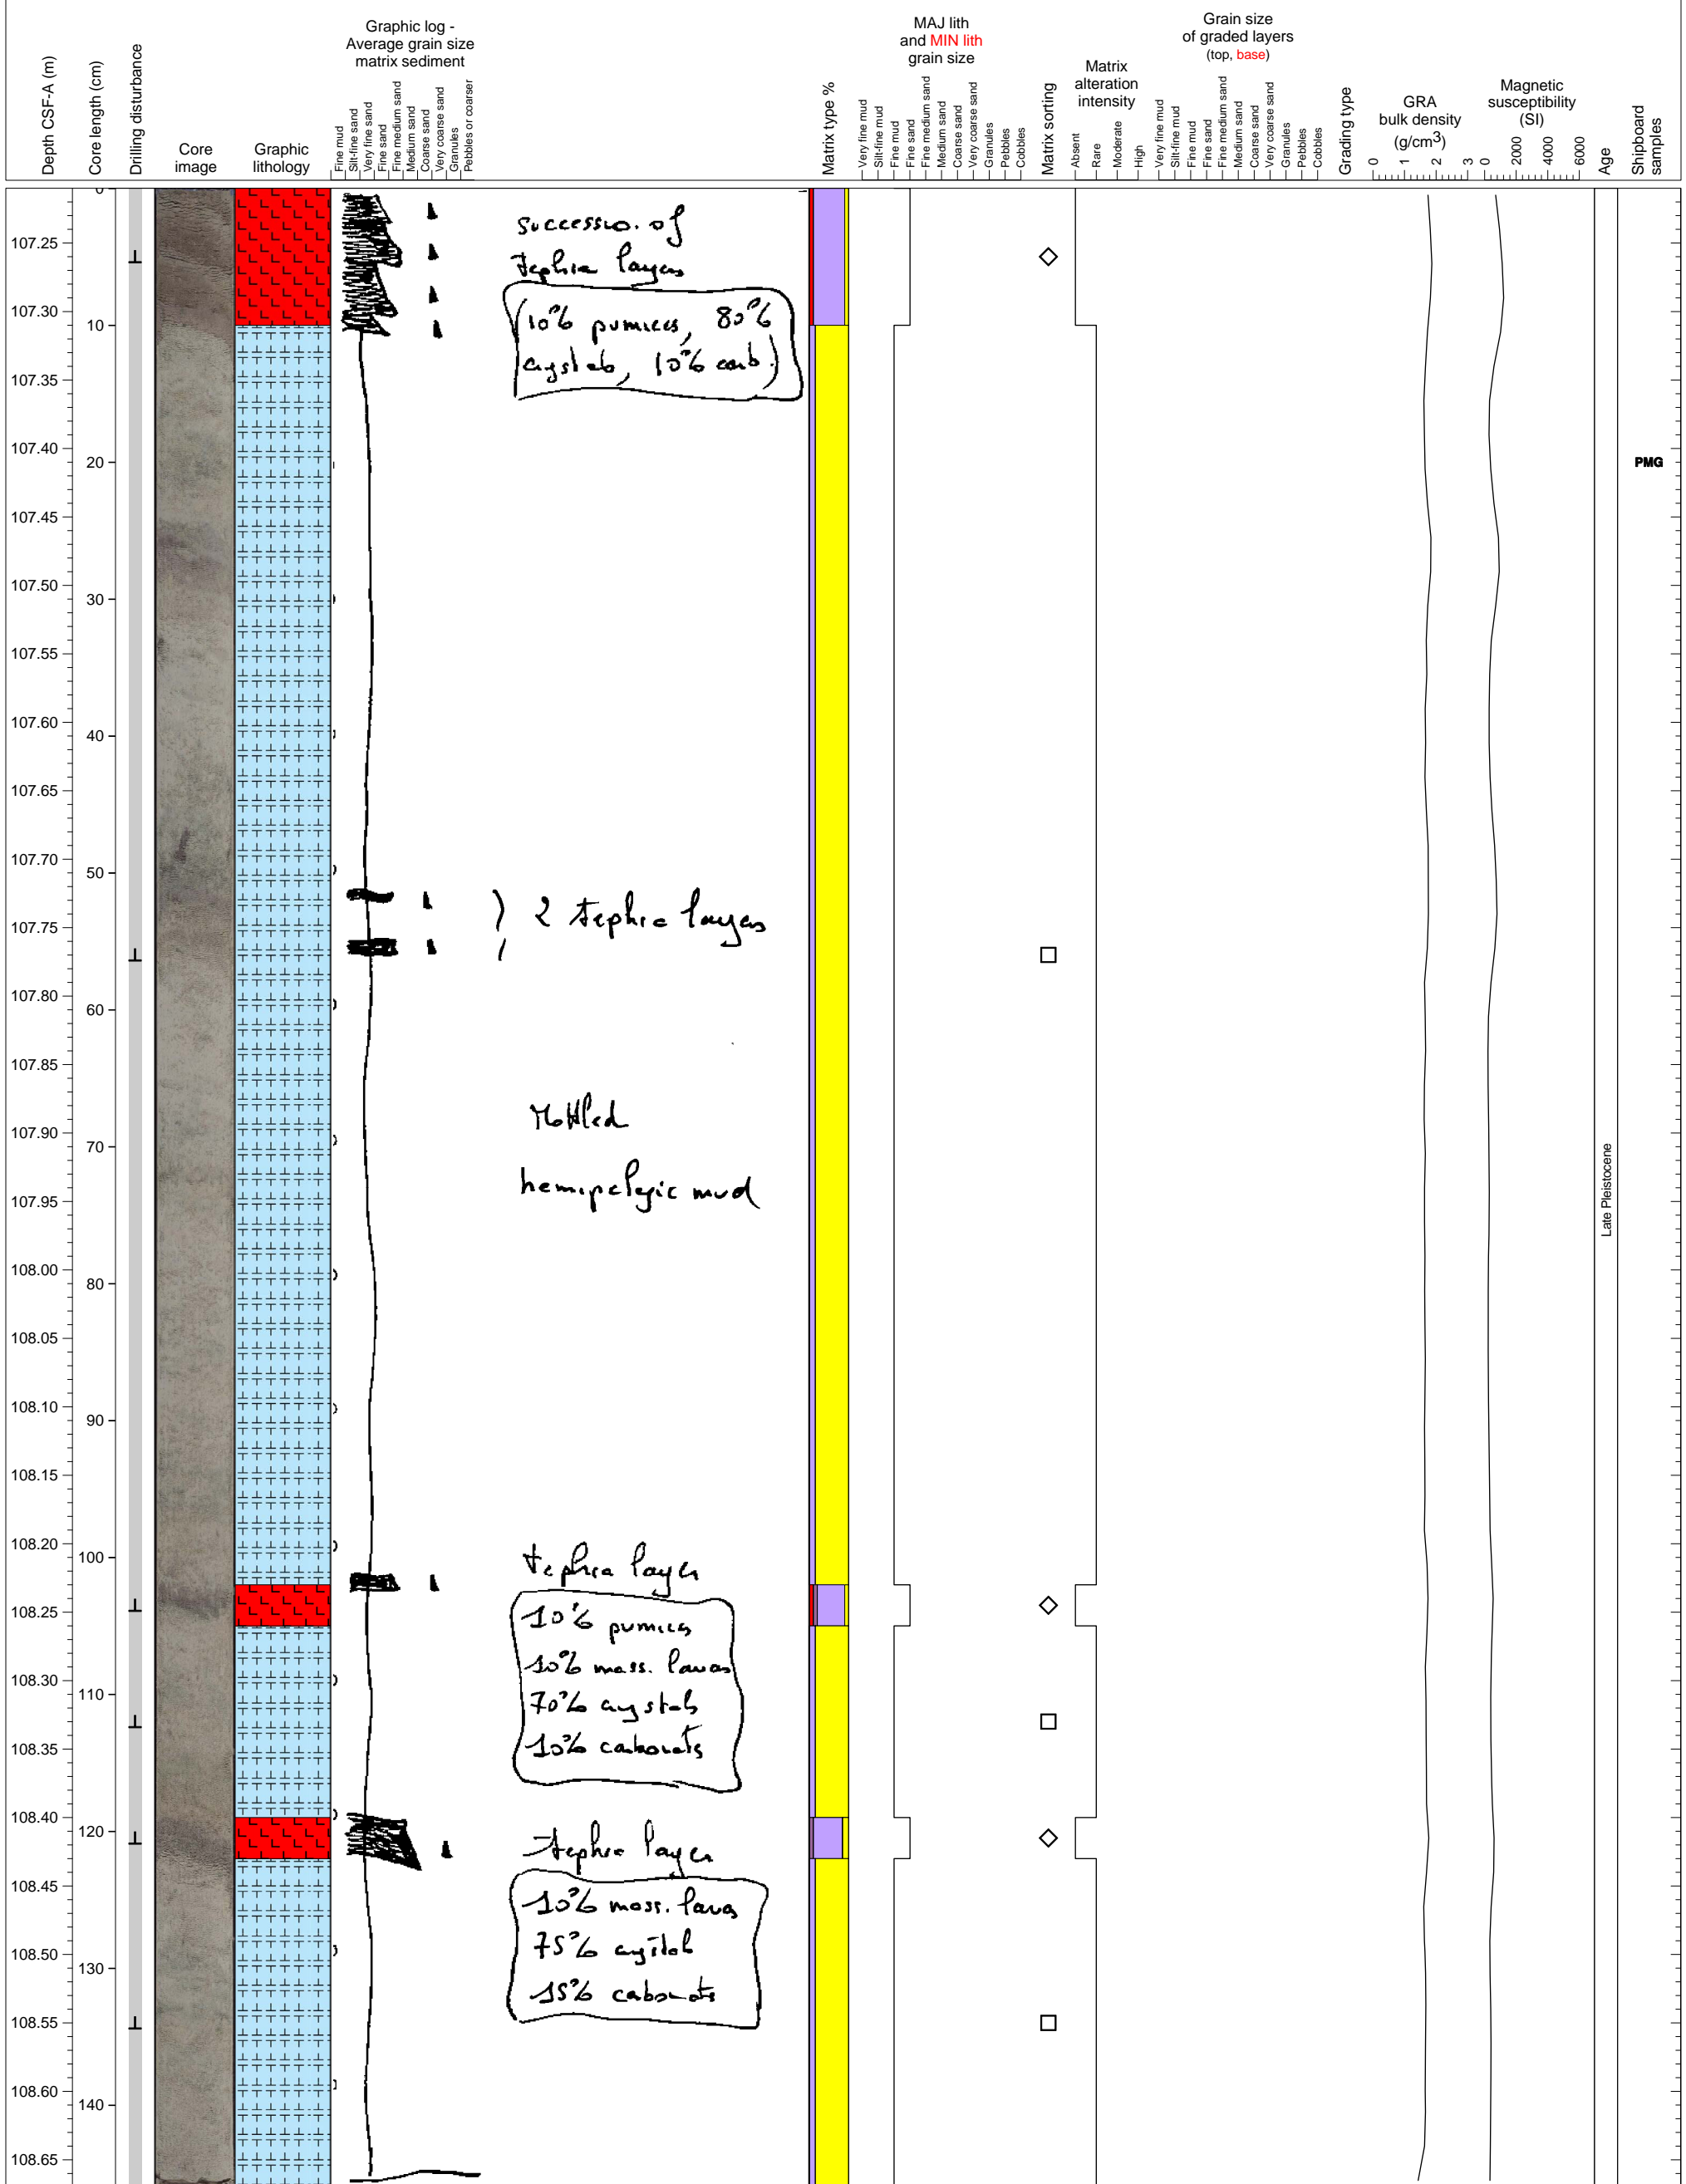 Depth CSF-A (m)
Core length (cm)
Drilling disturbance
Core
image
Graphic
lithology
Graphic log -
Average grain size
matrix sediment
Fine mud
Silt-fine sand
Very fine sand
Fine sand
Fine medium sand
Medium sand
Coarse sand
Very coarse sand
Granules
Pebbles or coarser
Matrix type %
MAJ lith
and MIN lith
grain size
Very fine mud
Silt-fine mud
Fine mud
Fine sand
Fine medium sand
Medium sand
Coarse sand
Very coarse sand
Granules
Pebbles
Cobbles
Matrix sorting
Matrix
alteration
intensity
Absent
Rare
Moderate
High
Grain size
of graded layers
(top, base)
Very fine mud
Silt-fine mud
Fine mud
Fine sand
Fine medium sand
Medium sand
Coarse sand
Very coarse sand
Granules
Pebbles
Cobbles
Grading type
GRA
bulk density
(g/cm3)
0 1 2 3
Magnetic
susceptibility
(SI)
0 2000 4000 6000
Age
Shipboard
samples
0
107.25
107.30
10
107.35
107.40
20
107.45
107.50
30
107.55
107.60
40
107.65
107.70
50
107.75
107.80
60
107.85
107.90
70
107.95
108.00
80
108.05
108.10
90
108.15
108.20
100
108.25
108.30
110
108.35
108.40
120
108.45
108.50
130
108.55
108.60
140
108.65
successio. of
tephra layers
(10% pumices, 80%
crystals, 10% carb.)
2 tephra layers
Mottled
hemipelagic mud
tephra layer
10% pumices
10% mass. lavas
70% crystals
10% carbonats
tephra layer
10% mass. lavas
75% crystals
15% carbonats
Late Pleistocene
PMG